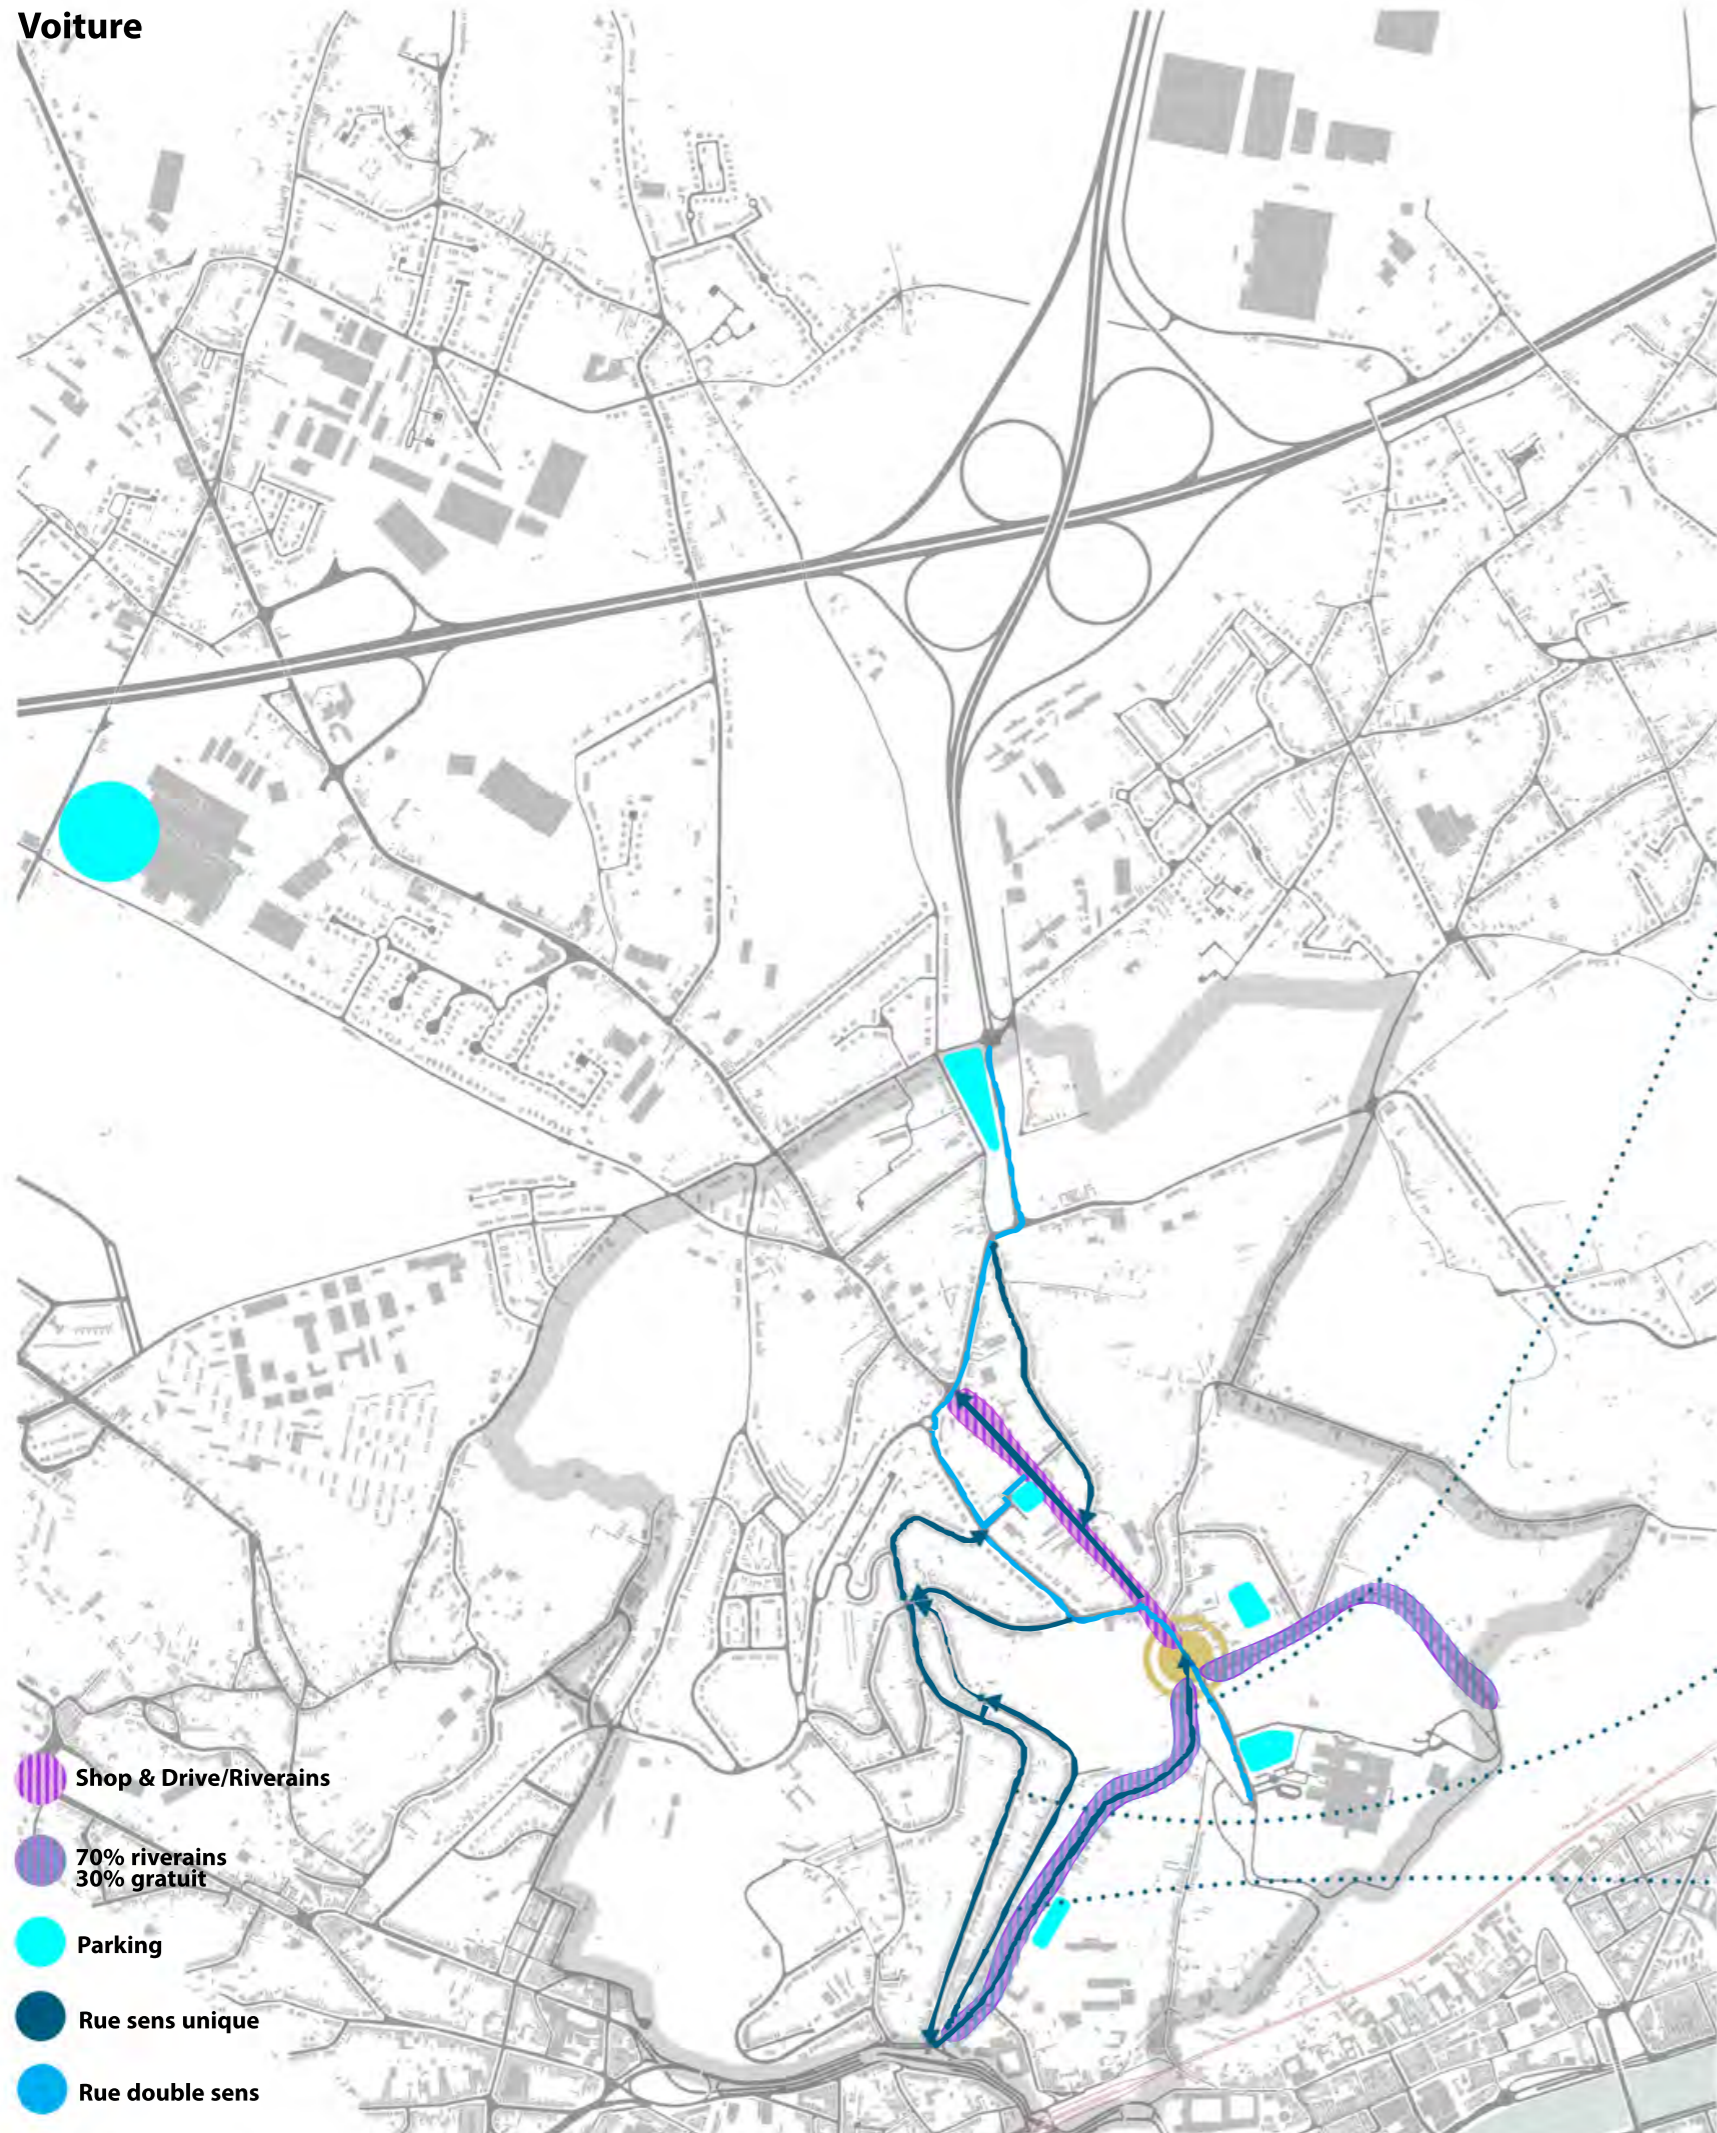 Voiture
Shop & Drive/Riverains
70% riverains
30% gratuit
Parking
Rue sens unique
Rue double sens